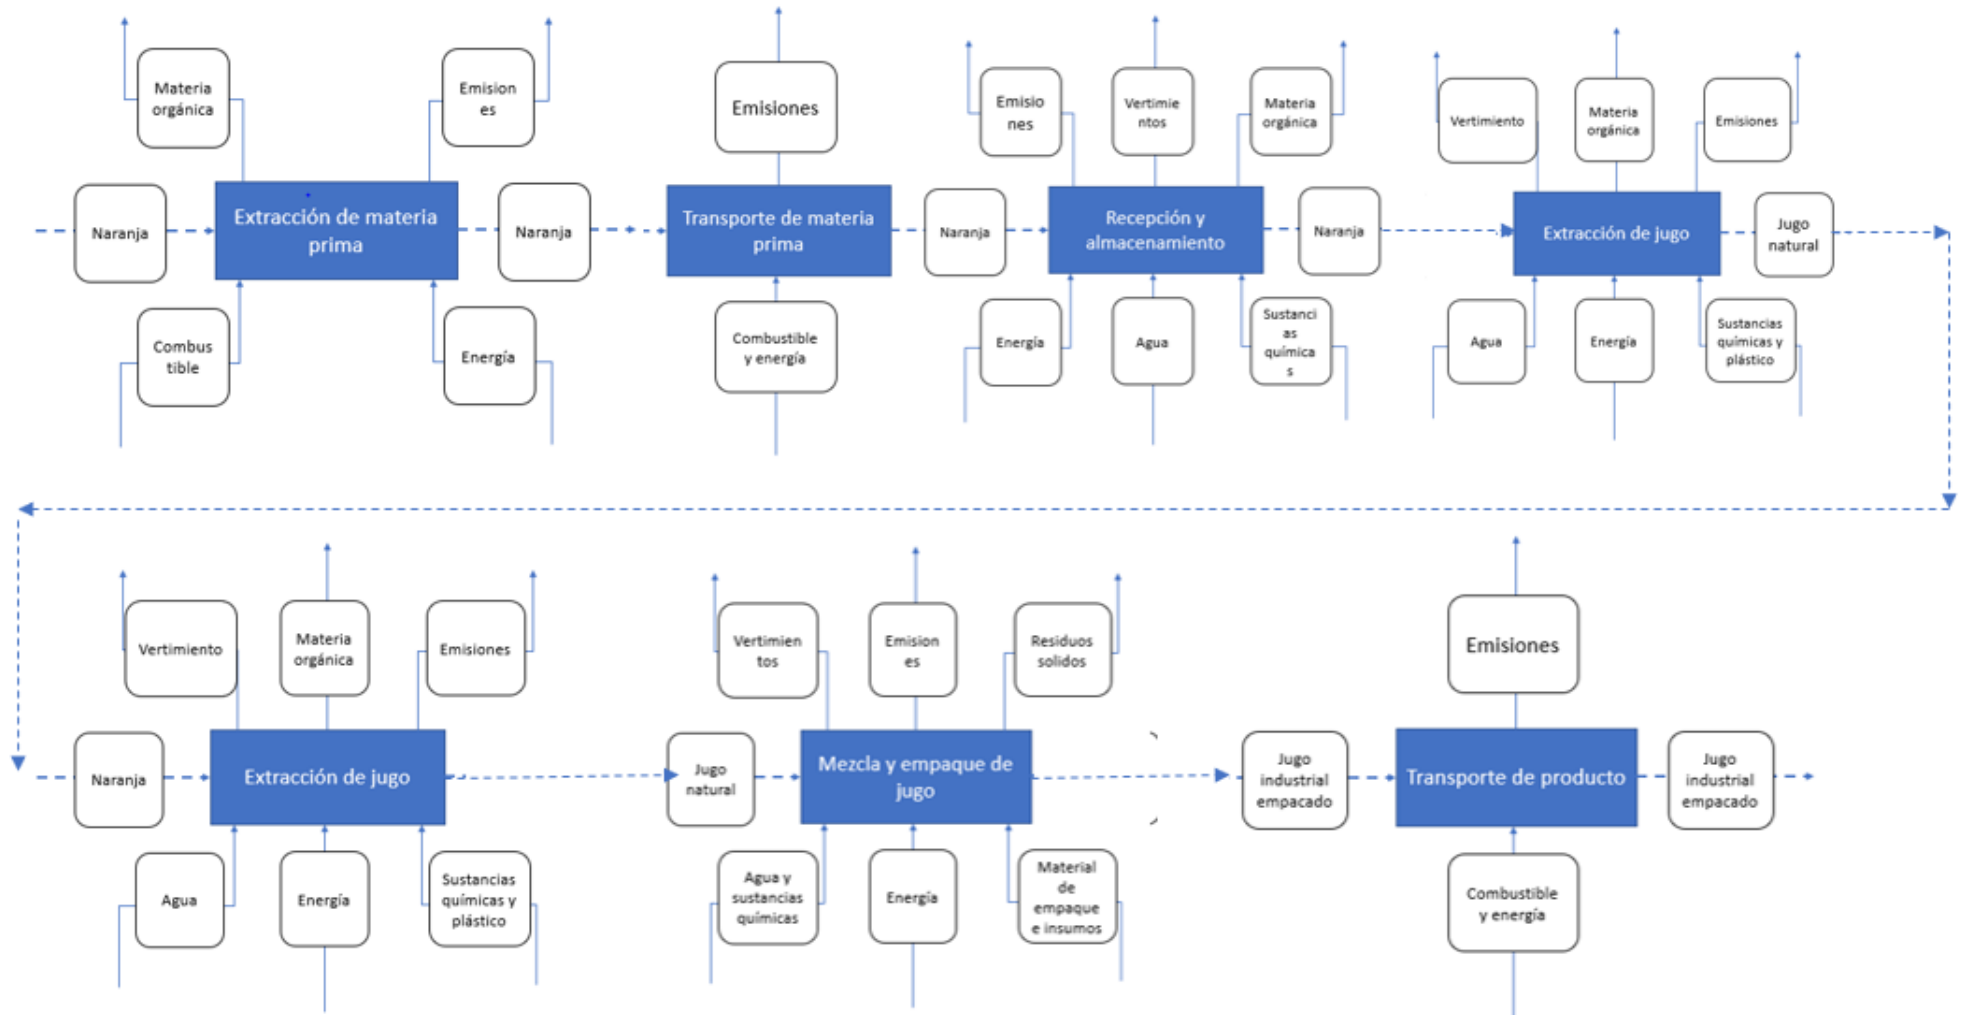 Materia
orgánica
Emision
es
Emisiones
Emisio
nes
Vertimie
ntos
Materia
orgánica
Vertimiento
Materia
orgánica
Emisiones
Naranja
Extracción de materia
prima
Naranja
Transporte de materia
prima
Naranja
Recepción y
almacenamiento
Naranja
Extracción de jugo
Jugo
natural
Combus
tible
Energía
Combustible
y energía
Energía
Agua
Sustanci
as
química
s
Agua
Energía
Sustancias
químicas y
plástico
Vertimiento
Materia
orgánica
Emisiones
Vertimien
tos
Emision
es
Residuos
solidos
Emisiones
Naranja
Extracción de jugo
Jugo
natural
Mezcla y empaque de
jugo
Jugo
industrial
empacado
Transporte de producto
Jugo
industrial
empacado
Agua
Energía
Sustancias
químicas y
plástico
Agua y
sustancias
químicas
Energía
Material
de
empaque
e insumos
Combustible
y energía